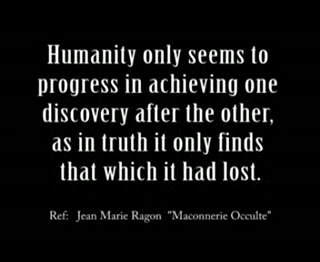 Humanity only seems to
progress in achieving one
discovery after the other,
as in truth it only finds
that which it had lost.
Ref: Jean Marie Ragon "Maconnerie Occulte"